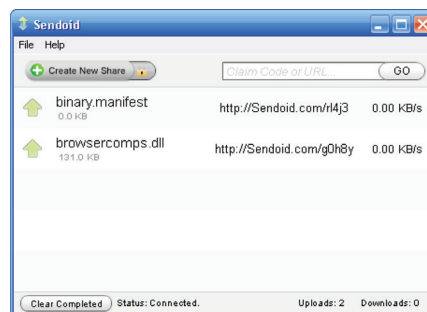 Sendoid
File Help
Create New Share
Claim Code or URL...
GO
binary.manifest
0.0 KB
http://Sendoid.com/rl4j3
0.00 KB/s
browsercomps.dll
131.0 KB
http://Sendoid.com/g0h8y
0.00 KB/s
Clear Completed
Status: Connected.
Uploads: 2
Downloads: 0